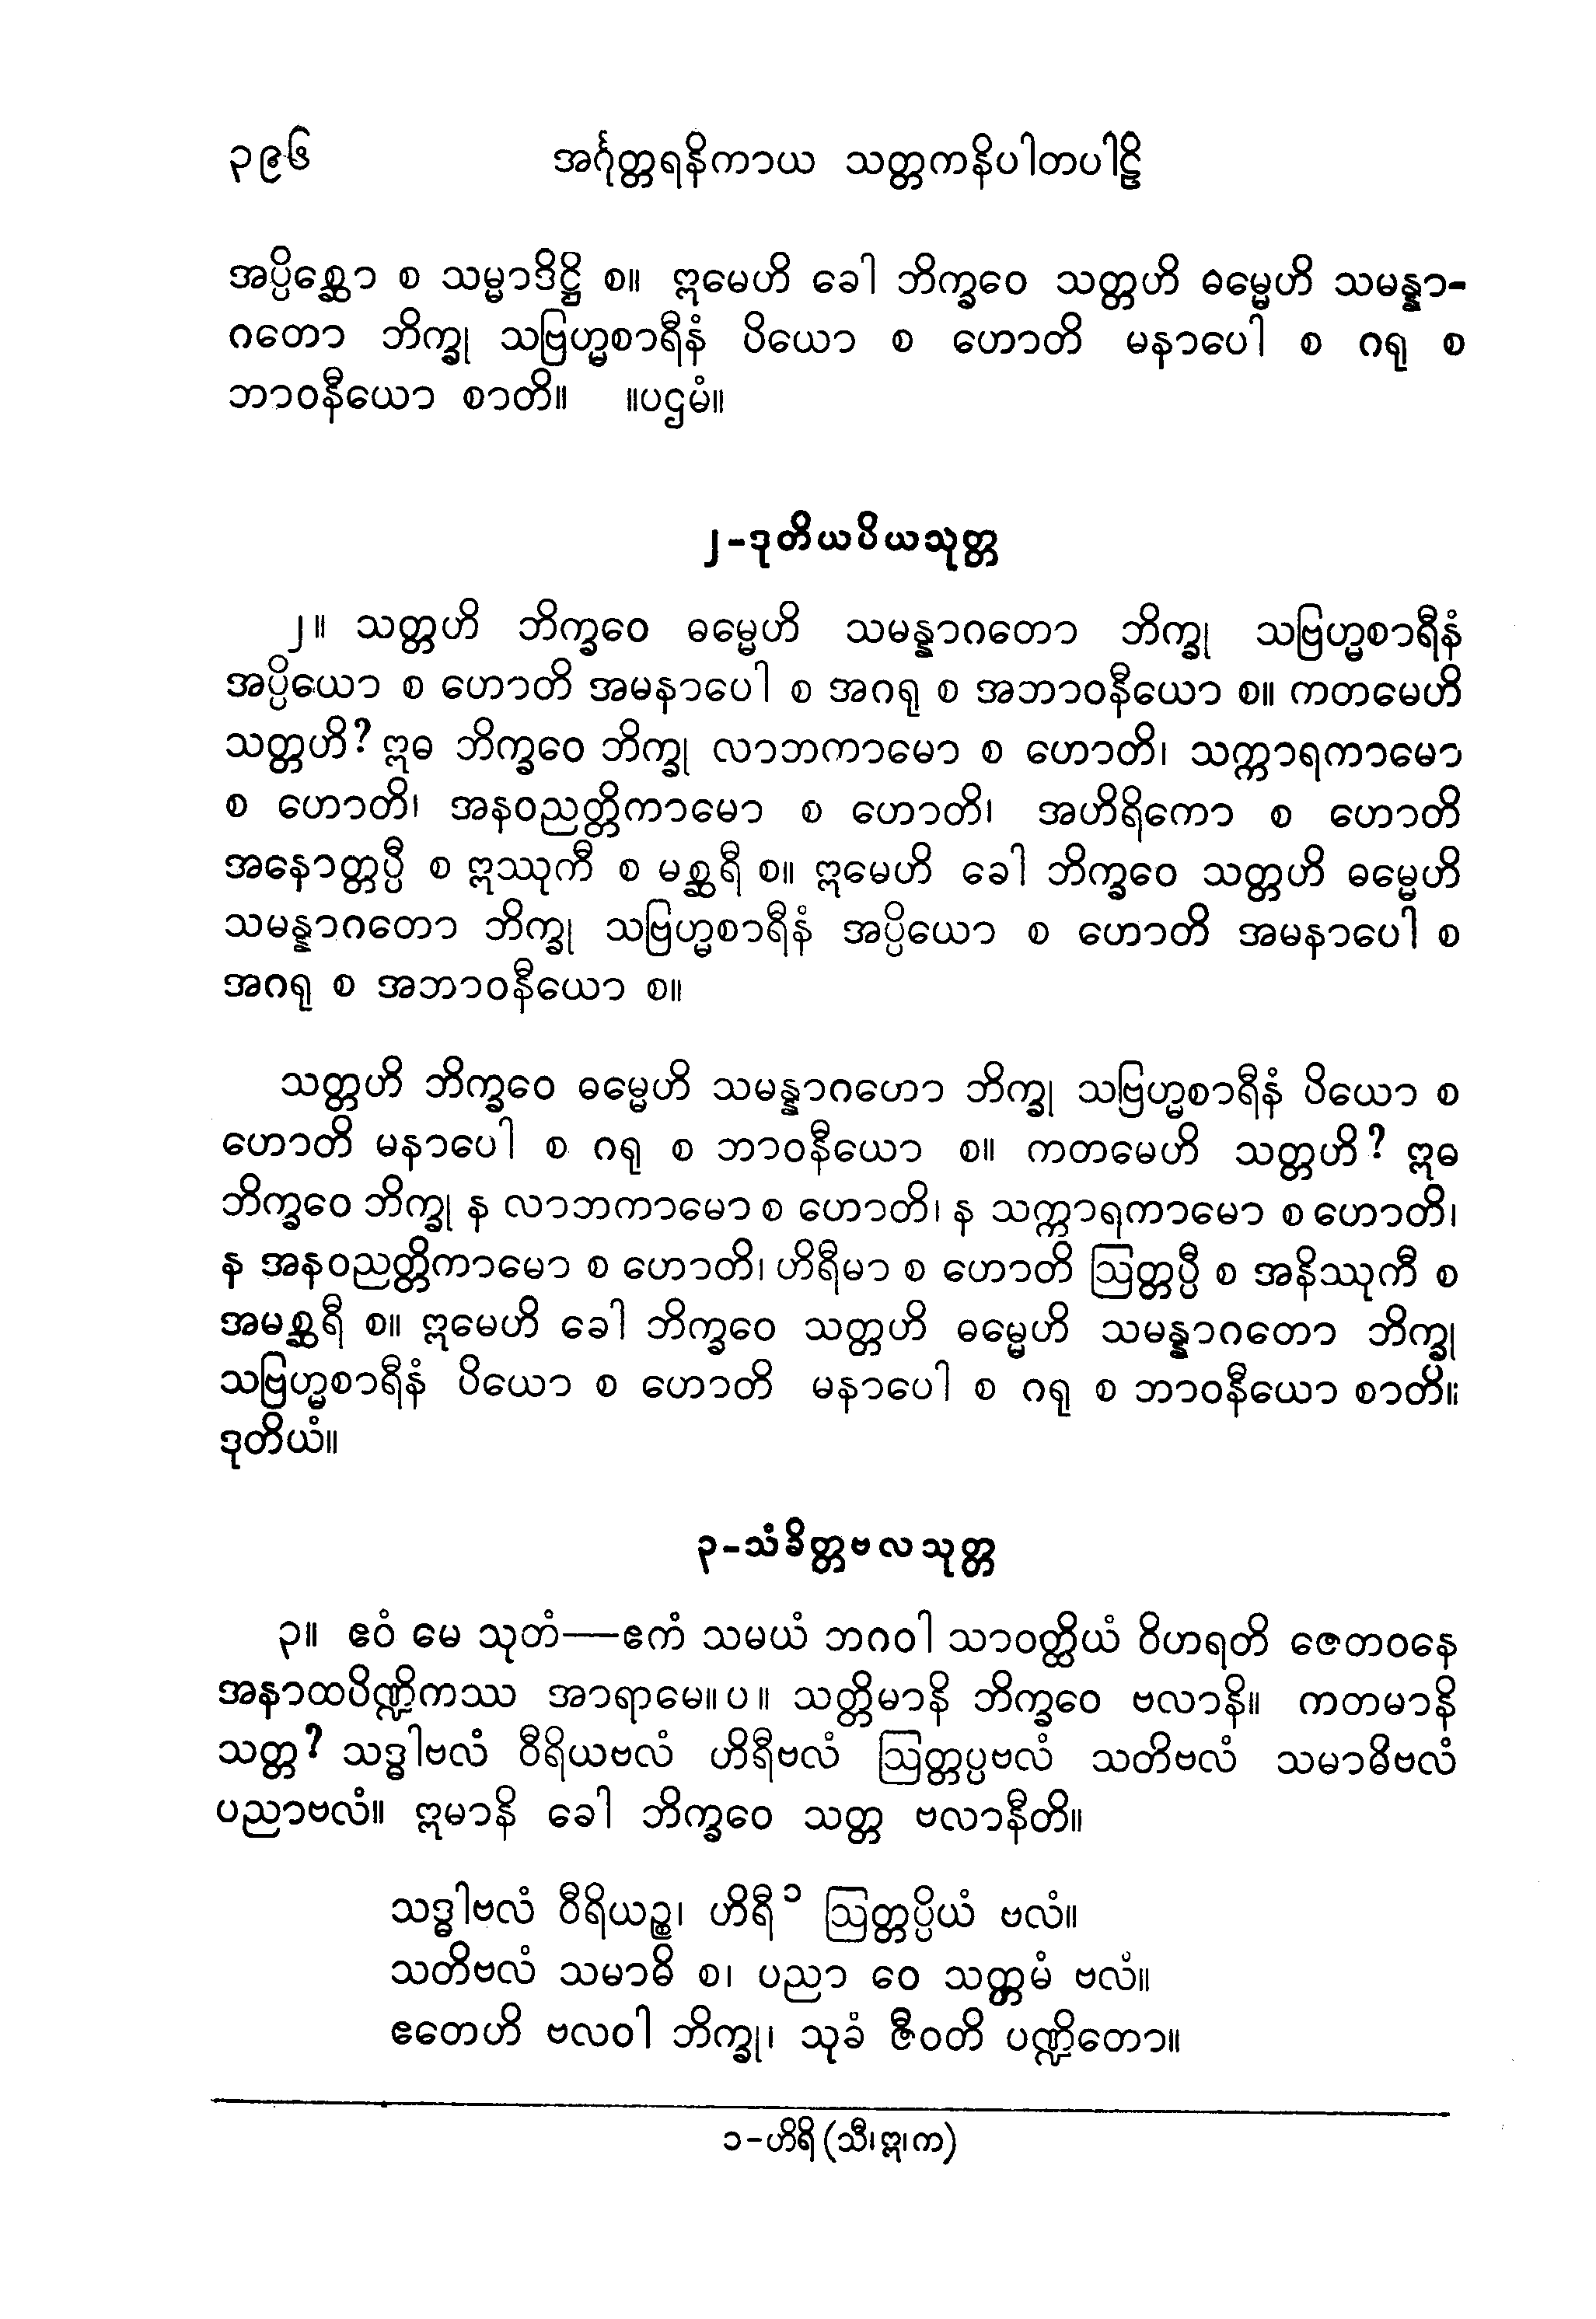 ၃၉၆ အင်္ဂုတ္တရနိကာယ သတ္တကနိပါတပါဠိ
အပ္ပိစ္ဆော စ သမ္မာဒိဋ္ဌိ စ။ ဣမေဟိ ခေါ ဘိက္ခဝေ သတ္တဟိ ဓမ္မေဟိ သမန္နာ-
ဂတော ဘိက္ခု သဗြဟ္မစာရီနံ ပိယော စ ဟောတိ မနာပေါ စ ဂရု စ
ဘာဝနီယော စာတိ။ ။ပဌမံ။
၂-ဒုတိယပိယသုတ္တ
၂။ သတ္တဟိ ဘိက္ခဝေ ဓမ္မေဟိ သမန္နာဂတော ဘိက္ခု သဗြဟ္မစာရီနံ
အပ္ပိယော စ ဟောတိ အမနာပေါ စ အဂရု စ အဘာဝနီယော စ။ ကတမေဟိ
သတ္တဟိ? ဣဓ ဘိက္ခဝေ ဘိက္ခု လာဘကာမော စ ဟောတိ၊ သက္ကာရကာမော
စ ဟောတိ၊ အနဝညတ္တိကာမော စ ဟောတိ၊ အဟိရိကော စ ဟောတိ
အနောတ္တပ္ပီ စ ဣဿုကီ စ မစ္ဆရီ စ။ ဣမေဟိ ခေါ ဘိက္ခဝေ သတ္တဟိ ဓမ္မေဟိ
သမန္နာဂတော ဘိက္ခု သဗြဟ္မစာရီနံ အပ္ပိယော စ ဟောတိ အမနာပေါ စ
အဂရု စ အဘာဝနီယော စ။
သတ္တဟိ ဘိက္ခဝေ ဓမ္မေဟိ သမန္နာဂဟော ဘိက္ခု သဗြဟ္မစာရီနံ ပိယော စ
ဟောတိ မနာပေါ စ ဂရု စ ဘာဝနီယော စ။ ကတမေဟိ သတ္တဟိ? ဣဓ
ဘိက္ခဝေ ဘိက္ခု န လာဘကာမော စ ဟောတိ၊ န သက္ကာရကာမော စ ဟောတိ၊
န အနဝညတ္တိကာမော စ ဟောတိ၊ ဟိရီမာ စ ဟောတိ ဩတ္တပ္ပီ စ အနိဿုကီ စ
အမစ္ဆရီ စ။ ဣမေဟိ ခေါ ဘိက္ခဝေ သတ္တဟိ ဓမ္မေဟိ သမန္နာဂတော ဘိက္ခု
သဗြဟ္မစာရီနံ ပိယော စ ဟောတိ မနာပေါ စ ဂရု စ ဘာဝနီယော စာတိ။
ဒုတိယံ။
၃-သံခိတ္တဗလသုတ္တ
၃။ ဧဝံ မေ သုတံ—ဧကံ သမယံ ဘဂဝါ သာဝတ္ထိယံ ဝိဟရတိ ဇေတဝနေ
အနာထပိဏ္ဍိကဿ အာရာမေ။ပ။ သတ္တိမာနိ ဘိက္ခဝေ ဗလာနိ။ ကတမာနိ
သတ္တ? သဒ္ဓါဗလံ ဝီရိယဗလံ ဟိရီဗလံ ဩတ္တပ္ပဗလံ သတိဗလံ သမာဓိဗလံ
ပညာဗလံ။ ဣမာနိ ခေါ ဘိက္ခဝေ သတ္တ ဗလာနီတိ။
သဒ္ဓါဗလံ ဝီရိယဉ္စ၊ ဟိရီ ၁ ဩတ္တပ္ပိယံ ဗလံ။
သတိဗလံ သမာဓိ စ၊ ပညာ ဝေ သတ္တမံ ဗလံ။
ဧတေဟိ ဗလဝါ ဘိက္ခု၊ သုခံ ဇီဝတိ ပဏ္ဍိတော။
၁-ဟိရိ (သီ၊ ဣ၊ က)